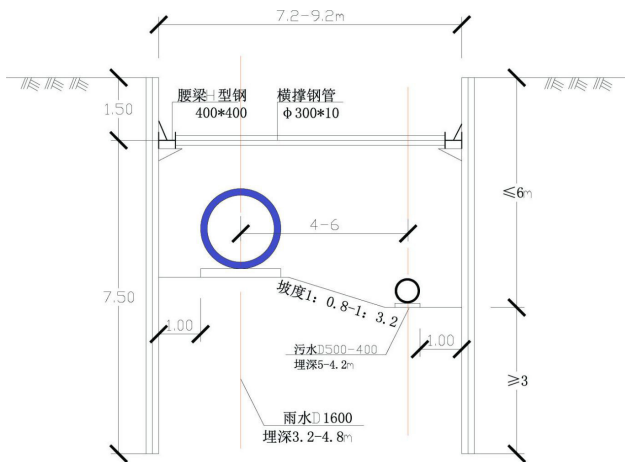 7.2-9.2m
1.50
腰梁H型钢
400*400
横撑钢管
ф300*10
≤6m
4-6
7.50
坡度1: 0.8-1: 3.2
1.00
1.00
污水D500-400
埋深5-4.2m
≥3
雨水D1600
埋深3.2-4.8m